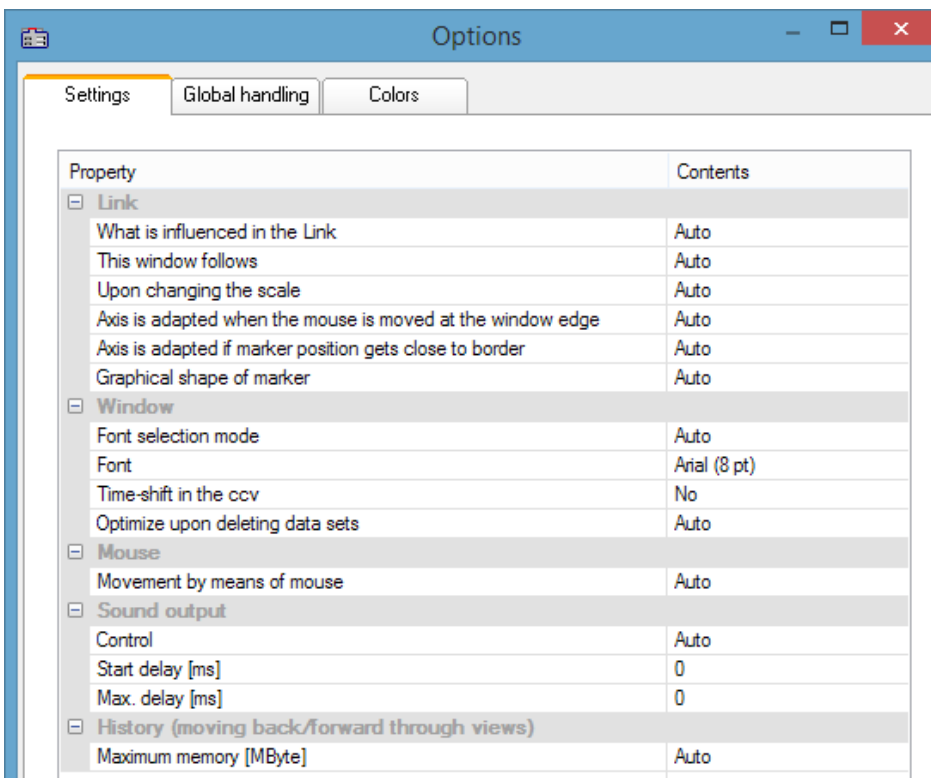 Options
Settings Global handling Colors
Property Contents
Link
What is influenced in the Link Auto
This window follows Auto
Upon changing the scale Auto
Axis is adapted when the mouse is moved at the window edge Auto
Axis is adapted if marker position gets close to border Auto
Graphical shape of marker Auto
Window
Font selection mode Auto
Font Arial (8 pt)
Time-shift in the ccv No
Optimize upon deleting data sets Auto
Mouse
Movement by means of mouse Auto
Sound output
Control Auto
Start delay [ms] 0
Max. delay [ms] 0
History (moving back/forward through views)
Maximum memory [MByte] Auto